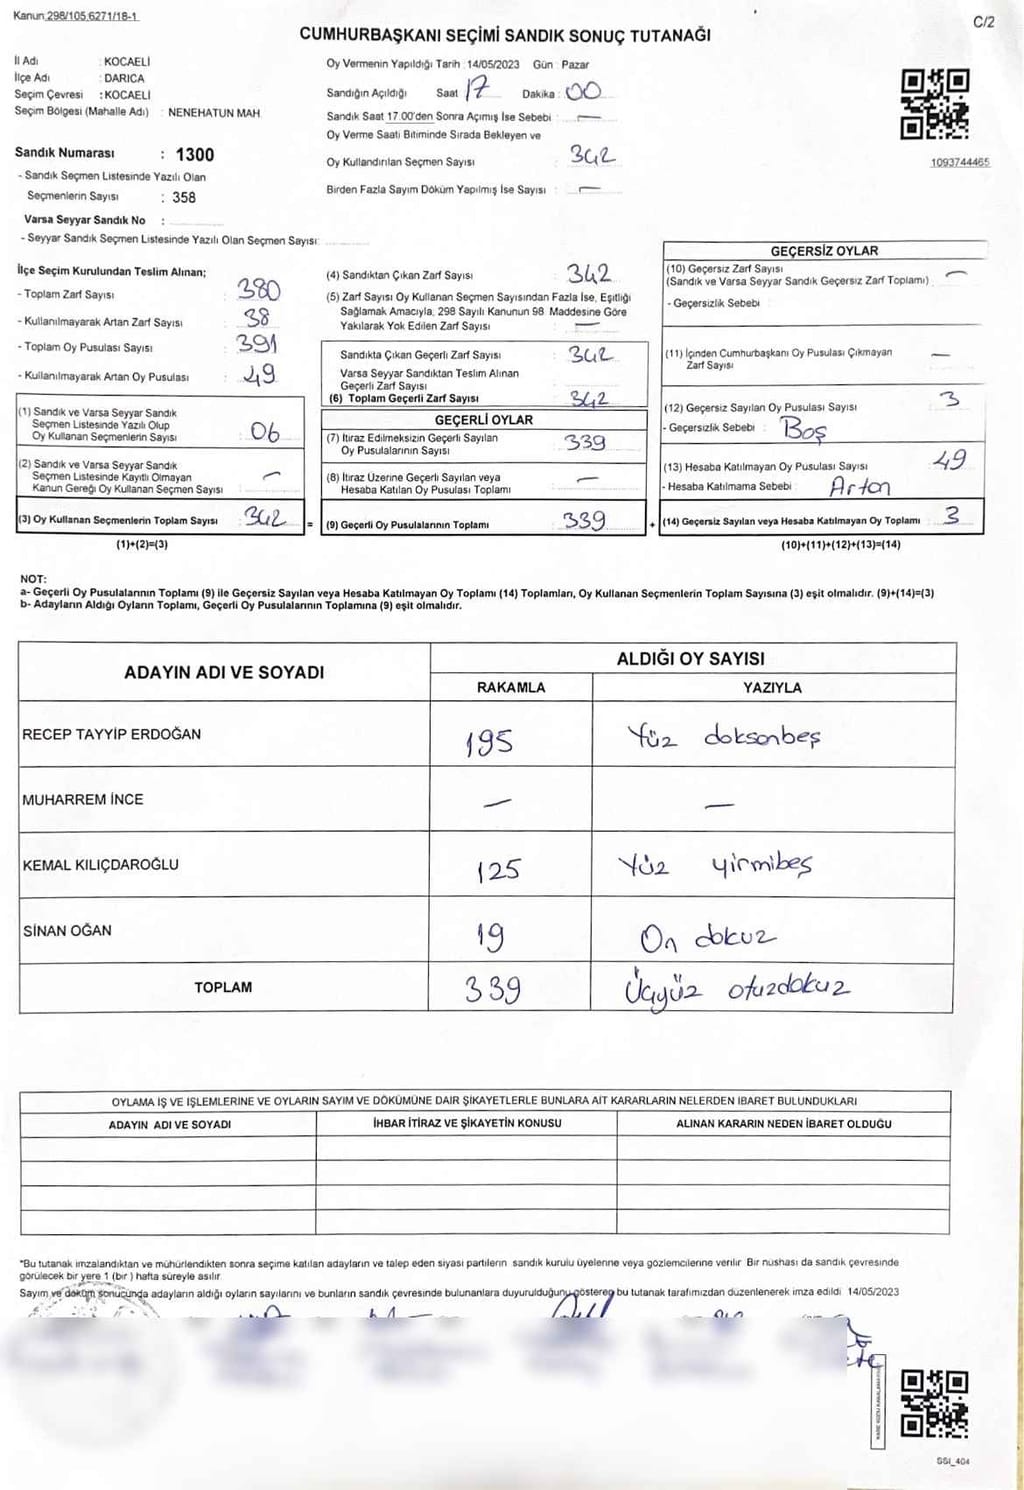 Kanun 298/105,6271/18-1
C/2
CUMHURBAŞKANI SEÇİMİ SANDIK SONUÇ TUTANAĞI
İl Adı : KOCAELİ
İlçe Adı : DARICA
Seçim Çevresi : KOCAELİ
Seçim Bölgesi (Mahalle Adı) : NENEHATUN MAH
Sandık Numarası : 1300
- Sandık Seçmen Listesinde Yazılı Olan
Seçmenlerin Sayısı : 358
Varsa Seyyar Sandık No :
- Seyyar Sandık Seçmen Listesinde Yazılı Olan Seçmen Sayısı:
Oy Vermenin Yapıldığı Tarih : 14/05/2023 Gün : Pazar
Sandığın Açıldığı Saat 17 Dakika : 00
Sandık Saat 17.00'den Sonra Açımış İse Sebebi : —
Oy Verme Saati Bitiminde Sırada Bekleyen ve
Oy Kullandırılan Seçmen Sayısı : 342
Birden Fazla Sayım Döküm Yapılmış İse Sayısı : —
1093744465
İlçe Seçim Kurulundan Teslim Alınan;
- Toplam Zarf Sayısı : 380
- Kullanılmayarak Artan Zarf Sayısı : 38
- Toplam Oy Pusulası Sayısı : 391
- Kullanılmayarak Artan Oy Pusulası : 49
(1) Sandık ve Varsa Seyyar Sandık
Seçmen Listesinde Yazılı Olup
Oy Kullanan Seçmenlerin Sayısı : 06
(2) Sandık ve Varsa Seyyar Sandık
Seçmen Listesinde Kayıtlı Olmayan
Kanun Gereği Oy Kullanan Seçmen Sayısı : —
(3) Oy Kullanan Seçmenlerin Toplam Sayısı : 342 =
(1)+(2)=(3)
(4) Sandıktan Çıkan Zarf Sayısı : 342
(5) Zarf Sayısı Oy Kullanan Seçmen Sayısından Fazla İse, Eşitliği
Sağlamak Amacıyla, 298 Sayılı Kanunun 98. Maddesine Göre
Yakılarak Yok Edilen Zarf Sayısı : —
Sandıkta Çıkan Geçerli Zarf Sayısı : 342
Varsa Seyyar Sandıktan Teslim Alınan
Geçerli Zarf Sayısı :
(6) Toplam Geçerli Zarf Sayısı : 342
GEÇERLİ OYLAR
(7) İtiraz Edilmeksizin Geçerli Sayılan
Oy Pusulalarının Sayısı : 339
(8) İtiraz Üzerine Geçerli Sayılan veya
Hesaba Katılan Oy Pusulası Toplamı : —
(9) Geçerli Oy Pusulalarının Toplamı : 339 +
GEÇERSİZ OYLAR
(10) Geçersiz Zarf Sayısı
(Sandık ve Varsa Seyyar Sandık Geçersiz Zarf Toplamı) : —
- Geçersizlik Sebebi :
(11) İçinden Cumhurbaşkanı Oy Pusulası Çıkmayan
Zarf Sayısı : —
(12) Geçersiz Sayılan Oy Pusulası Sayısı : 3
- Geçersizlik Sebebi : Boş
(13) Hesaba Katılmayan Oy Pusulası Sayısı : 49
- Hesaba Katılmama Sebebi : Artan
(14) Geçersiz Sayılan veya Hesaba Katılmayan Oy Toplamı : 3
(10)+(11)+(12)+(13)=(14)
NOT:
a- Geçerli Oy Pusulalarının Toplamı (9) ile Geçersiz Sayılan veya Hesaba Katılmayan Oy Toplamı (14) Toplamları, Oy Kullanan Seçmenlerin Toplam Sayısına (3) eşit olmalıdır. (9)+(14)=(3)
b- Adayların Aldığı Oyların Toplamı, Geçerli Oy Pusulalarının Toplamına (9) eşit olmalıdır.
ADAYIN ADI VE SOYADI
ALDIĞI OY SAYISI
RAKAMLA YAZIYLA
RECEP TAYYİP ERDOĞAN 195 Yüz doksanbeş
MUHARREM İNCE — —
KEMAL KILIÇDAROĞLU 125 Yüz yirmibeş
SİNAN OĞAN 19 On dokuz
TOPLAM 339 Üçyüz otuzdokuz
OYLAMA İŞ VE İŞLEMLERİNE VE OYLARIN SAYIM VE DÖKÜMÜNE DAİR ŞİKAYETLERLE BUNLARA AİT KARARLARIN NELERDEN İBARET BULUNDUKLARI
ADAYIN ADI VE SOYADI İHBAR İTİRAZ VE ŞİKAYETİN KONUSU ALINAN KARARIN NEDEN İBARET OLDUĞU
*Bu tutanak imzalandıktan ve mühürlendikten sonra seçime katılan adayların ve talep eden siyasi partilerin sandık kurulu üyelerine veya gözlemcilerine verilir. Bir nüshası da sandık çevresinde
görülecek bir yere 1 (bir ) hafta süreyle asılır.
Sayım ve döküm sonucunda adayların aldığı oyların sayılarını ve bunların sandık çevresinde bulunanlara duyurulduğunu gösteren bu tutanak tarafımızdan düzenlenerek imza edildi 14/05/2023
SSI_404